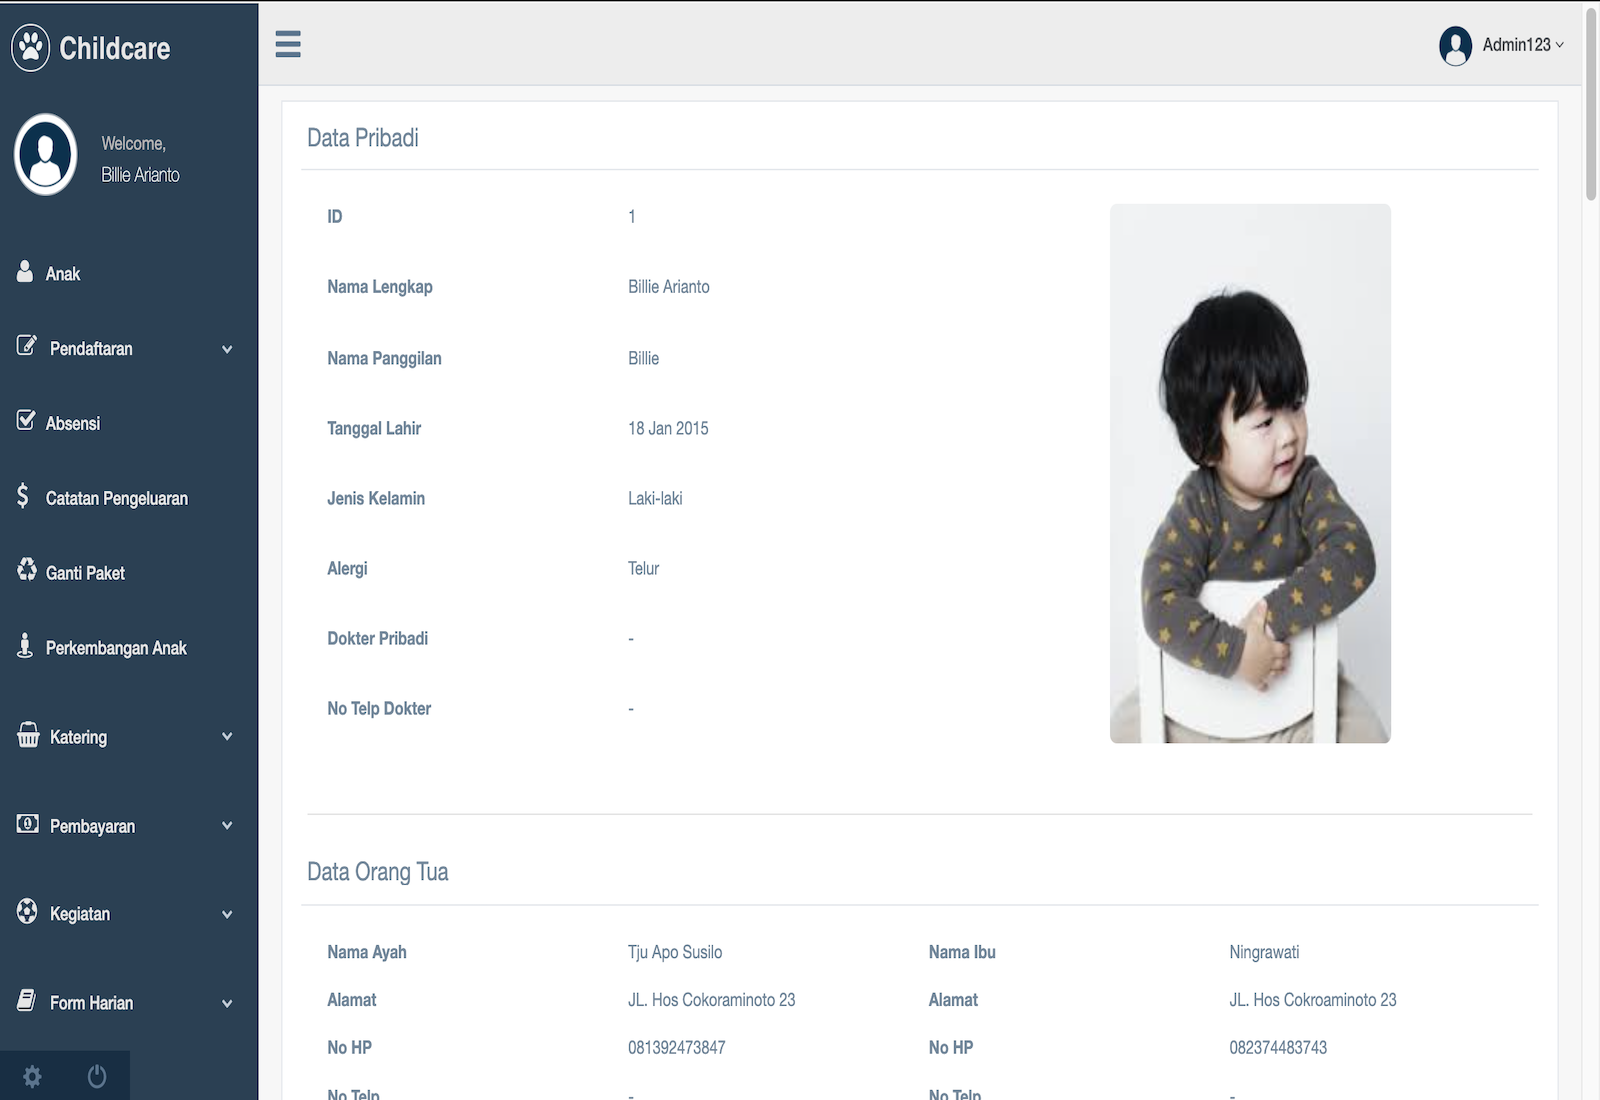 Childcare
Admin123
Welcome,
Billie Arianto
Anak
Pendaftaran
Absensi
Catatan Pengeluaran
Ganti Paket
Perkembangan Anak
Katering
Pembayaran
Kegiatan
Form Harian
Data Pribadi
ID 1
Nama Lengkap Billie Arianto
Nama Panggilan Billie
Tanggal Lahir 18 Jan 2015
Jenis Kelamin Laki-laki
Alergi Telur
Dokter Pribadi -
No Telp Dokter -
Data Orang Tua
Nama Ayah Tju Apo Susilo Nama Ibu Ningrawati
Alamat JL. Hos Cokoraminoto 23 Alamat JL. Hos Cokroaminoto 23
No HP 081392473847 No HP 082374483743
No Telp - No Telp -